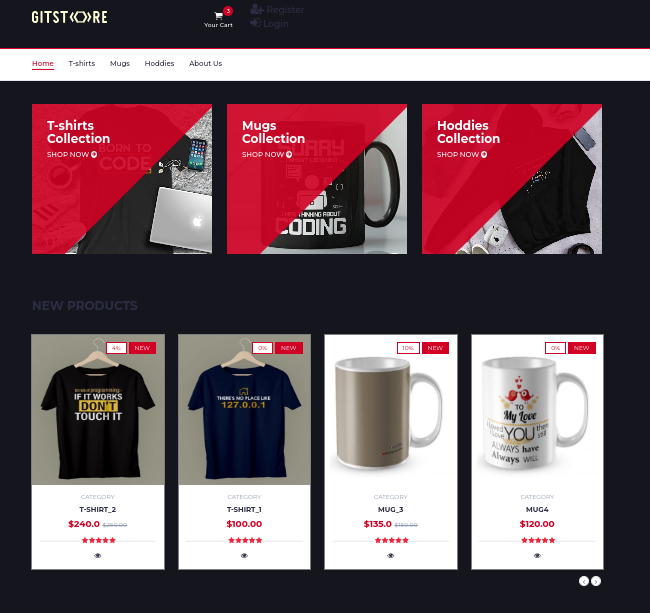 GITSTORE
3
Your Cart
Register
Login
Home T-shirts Mugs Hoddies About Us
T-shirts
Collection
SHOP NOW
BORN TO
CODE
Mugs
Collection
SHOP NOW
SORRY
THINKING ABOUT
CODING
Hoddies
Collection
SHOP NOW
NEW PRODUCTS
4% NEW
IF IT WORKS
DON'T
TOUCH IT
CATEGORY
T-SHIRT_2
$240.0 $250.00
0% NEW
THERE'S NO PLACE LIKE
127.0.0.1
CATEGORY
T-SHIRT_1
$100.00
10% NEW
CATEGORY
MUG_3
$135.0 $150.00
0% NEW
TO
My Love
YOU then
still
ALWAYS have
Always WILL
CATEGORY
MUG4
$120.00